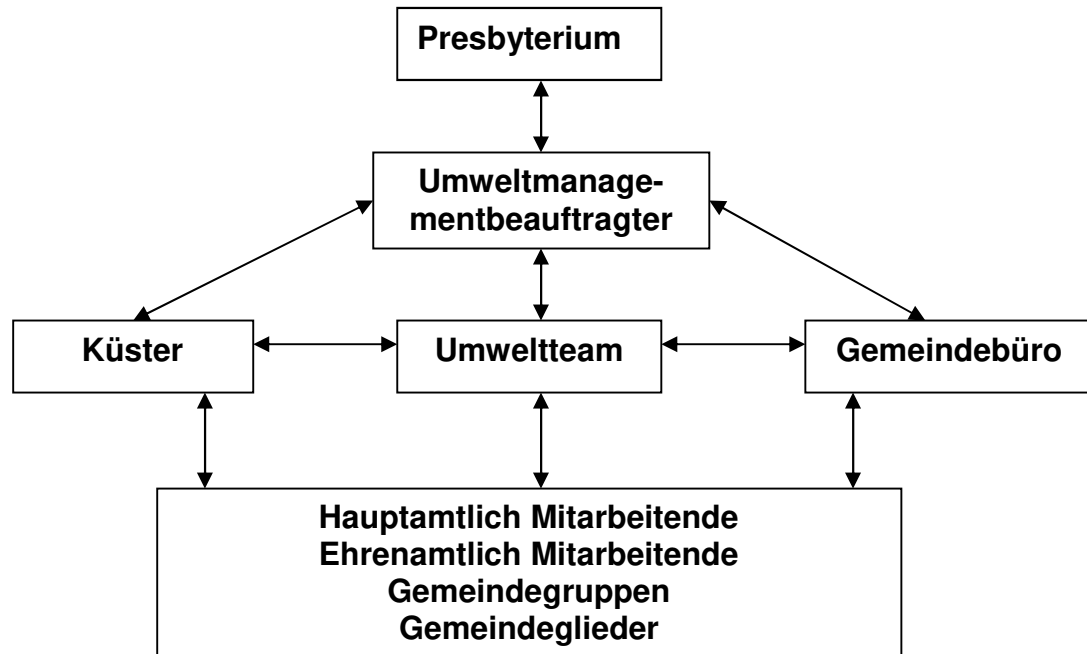 Presbyterium
Umweltmanage-
mentbeauftragter
Küster
Umweltteam
Gemeindebüro
Hauptamtlich Mitarbeitende
Ehrenamtlich Mitarbeitende
Gemeindegruppen
Gemeindeglieder